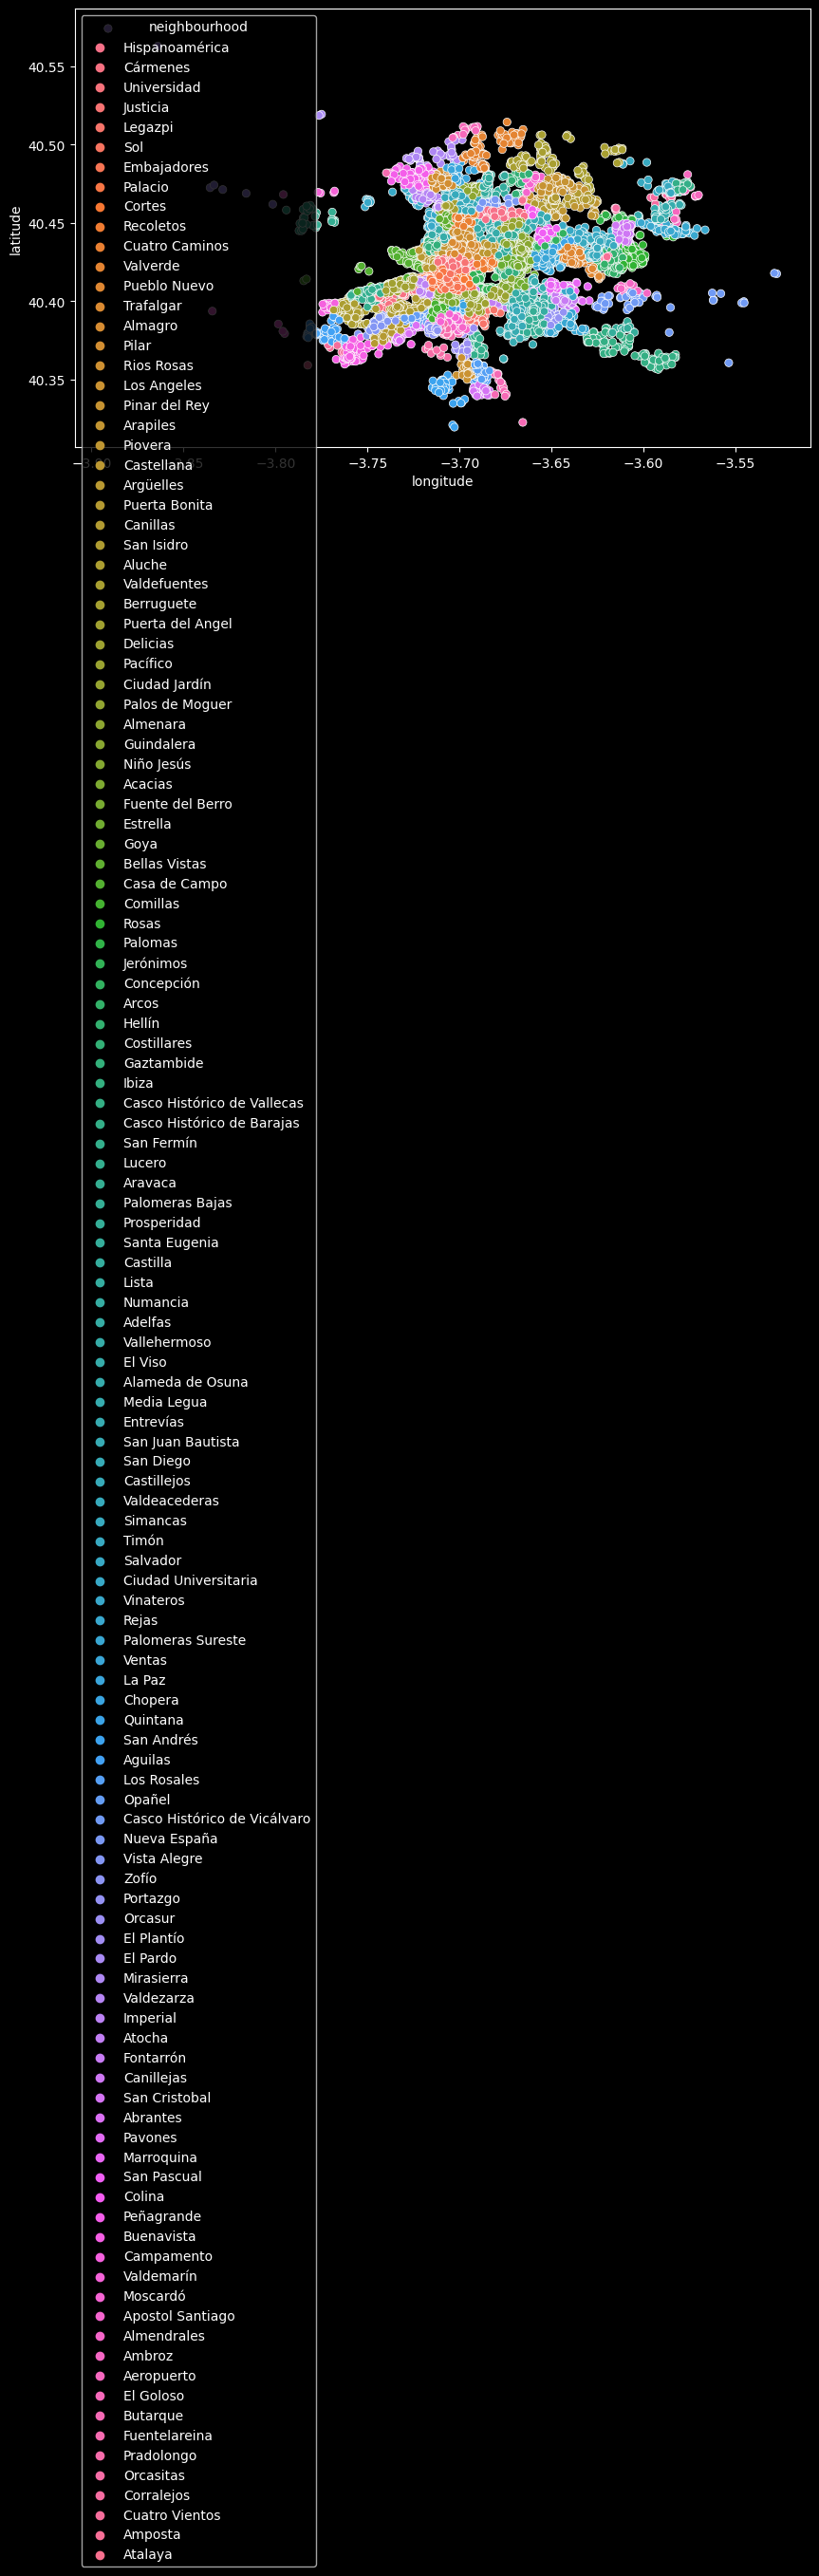 neighbourhood
Hispanoamérica
Cármenes
Universidad
Justicia
Legazpi
Sol
Embajadores
Palacio
Cortes
Recoletos
Cuatro Caminos
Valverde
Pueblo Nuevo
Trafalgar
Almagro
Pilar
Rios Rosas
Los Angeles
Pinar del Rey
Arapiles
Piovera
Castellana
Argüelles
Puerta Bonita
Canillas
San Isidro
Aluche
Valdefuentes
Berruguete
Puerta del Angel
Delicias
Pacífico
Ciudad Jardín
Palos de Moguer
Almenara
Guindalera
Niño Jesús
Acacias
Fuente del Berro
Estrella
Goya
Bellas Vistas
Casa de Campo
Comillas
Rosas
Palomas
Jerónimos
Concepción
Arcos
Hellín
Costillares
Gaztambide
Ibiza
Casco Histórico de Vallecas
Casco Histórico de Barajas
San Fermín
Lucero
Aravaca
Palomeras Bajas
Prosperidad
Santa Eugenia
Castilla
Lista
Numancia
Adelfas
Vallehermoso
El Viso
Alameda de Osuna
Media Legua
Entrevías
San Juan Bautista
San Diego
Castillejos
Valdeacederas
Simancas
Timón
Salvador
Ciudad Universitaria
Vinateros
Rejas
Palomeras Sureste
Ventas
La Paz
Chopera
Quintana
San Andrés
Aguilas
Los Rosales
Opañel
Casco Histórico de Vicálvaro
Nueva España
Vista Alegre
Zofío
Portazgo
Orcasur
El Plantío
El Pardo
Mirasierra
Valdezarza
Imperial
Atocha
Fontarrón
Canillejas
San Cristobal
Abrantes
Pavones
Marroquina
San Pascual
Colina
Peñagrande
Buenavista
Campamento
Valdemarín
Moscardó
Apostol Santiago
Almendrales
Ambroz
Aeropuerto
El Goloso
Butarque
Fuentelareina
Pradolongo
Orcasitas
Corralejos
Cuatro Vientos
Amposta
Atalaya
40.55
40.50
40.45
40.40
40.35
latitude
−3.80
−3.75
−3.70
−3.65
−3.60
−3.55
longitude